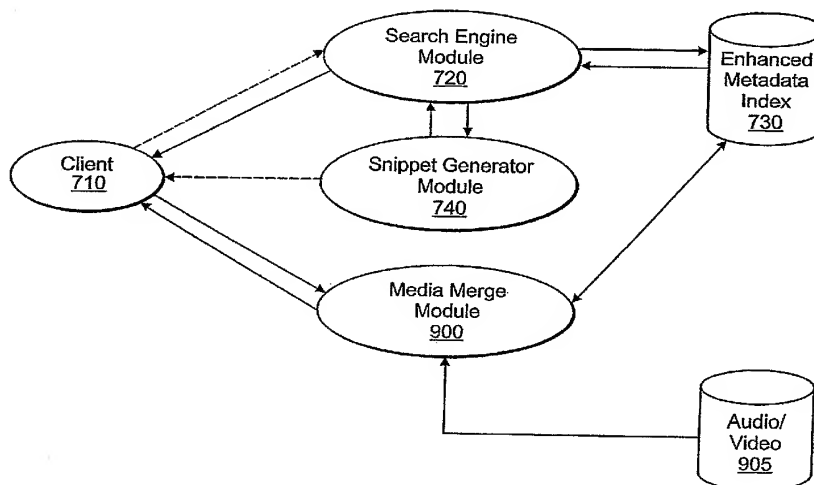 Search Engine
Module
720
Enhanced
Metadata
Index
730
Client
710
Snippet Generator
Module
740
Media Merge
Module
900
Audio/
Video
905